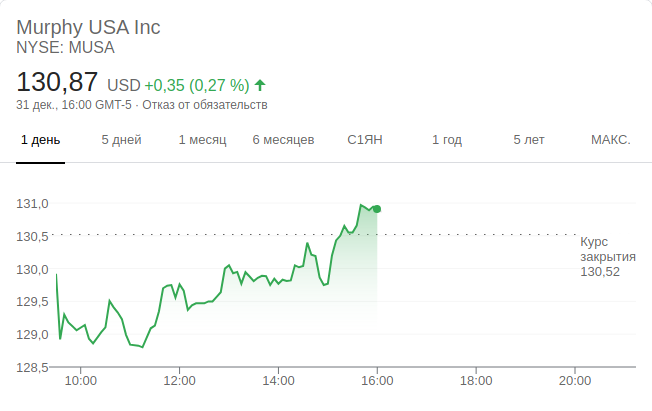 Murphy USA Inc
NYSE: MUSA
130,87 USD +0,35 (0,27 %)
31 дек., 16:00 GMT-5 · Отказ от обязательств
1 день 5 дней 1 месяц 6 месяцев С1ЯН 1 год 5 лет МАКС.
131,0
130,5
Курс
закрытия
130,52
130,0
129,5
129,0
128,5
10:00 12:00 14:00 16:00 18:00 20:00